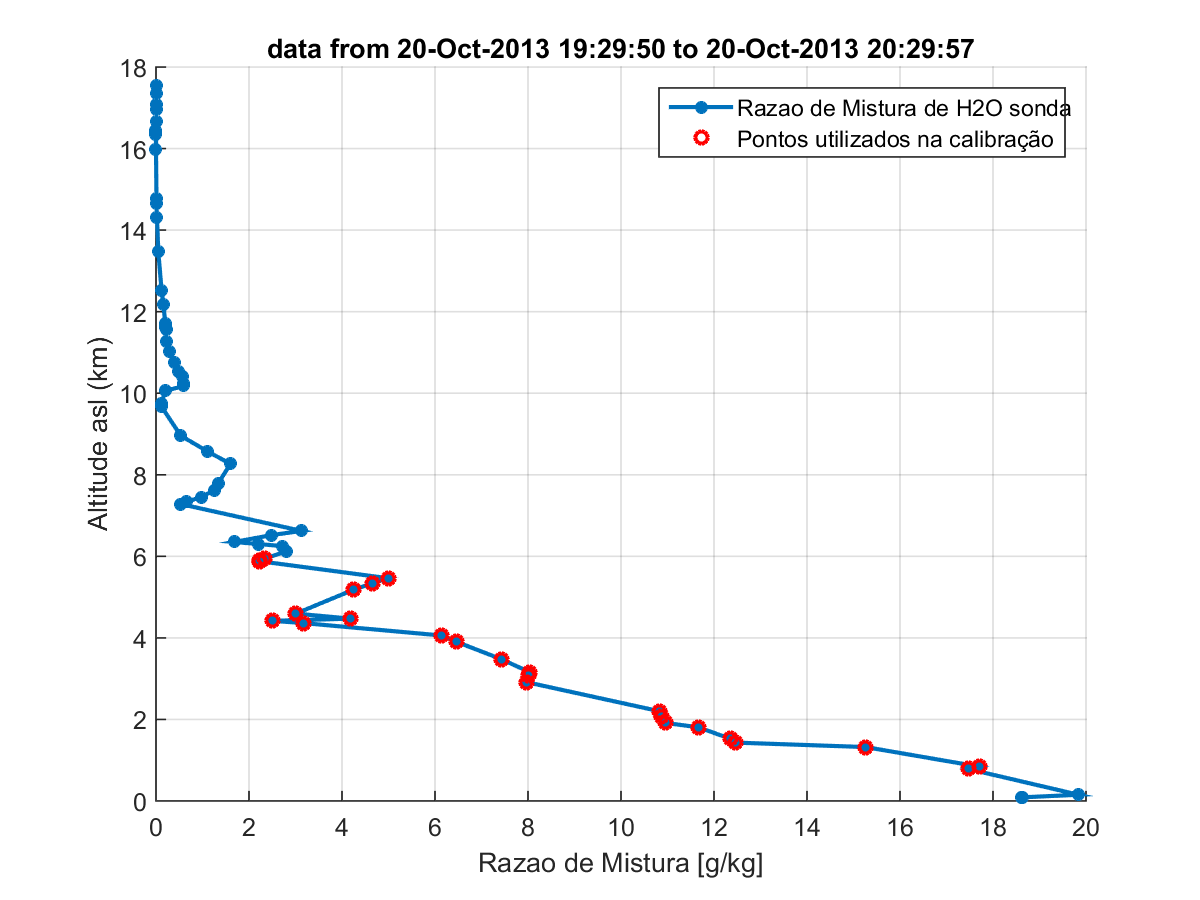 data from 20-Oct-2013 19:29:50 to 20-Oct-2013 20:29:57
18
16
14
12
10
8
6
4
2
0
Altitude asl (km)
Razao de Mistura de H2O sonda
Pontos utilizados na calibração
0 2 4 6 8 10 12 14 16 18 20
Razao de Mistura [g/kg]